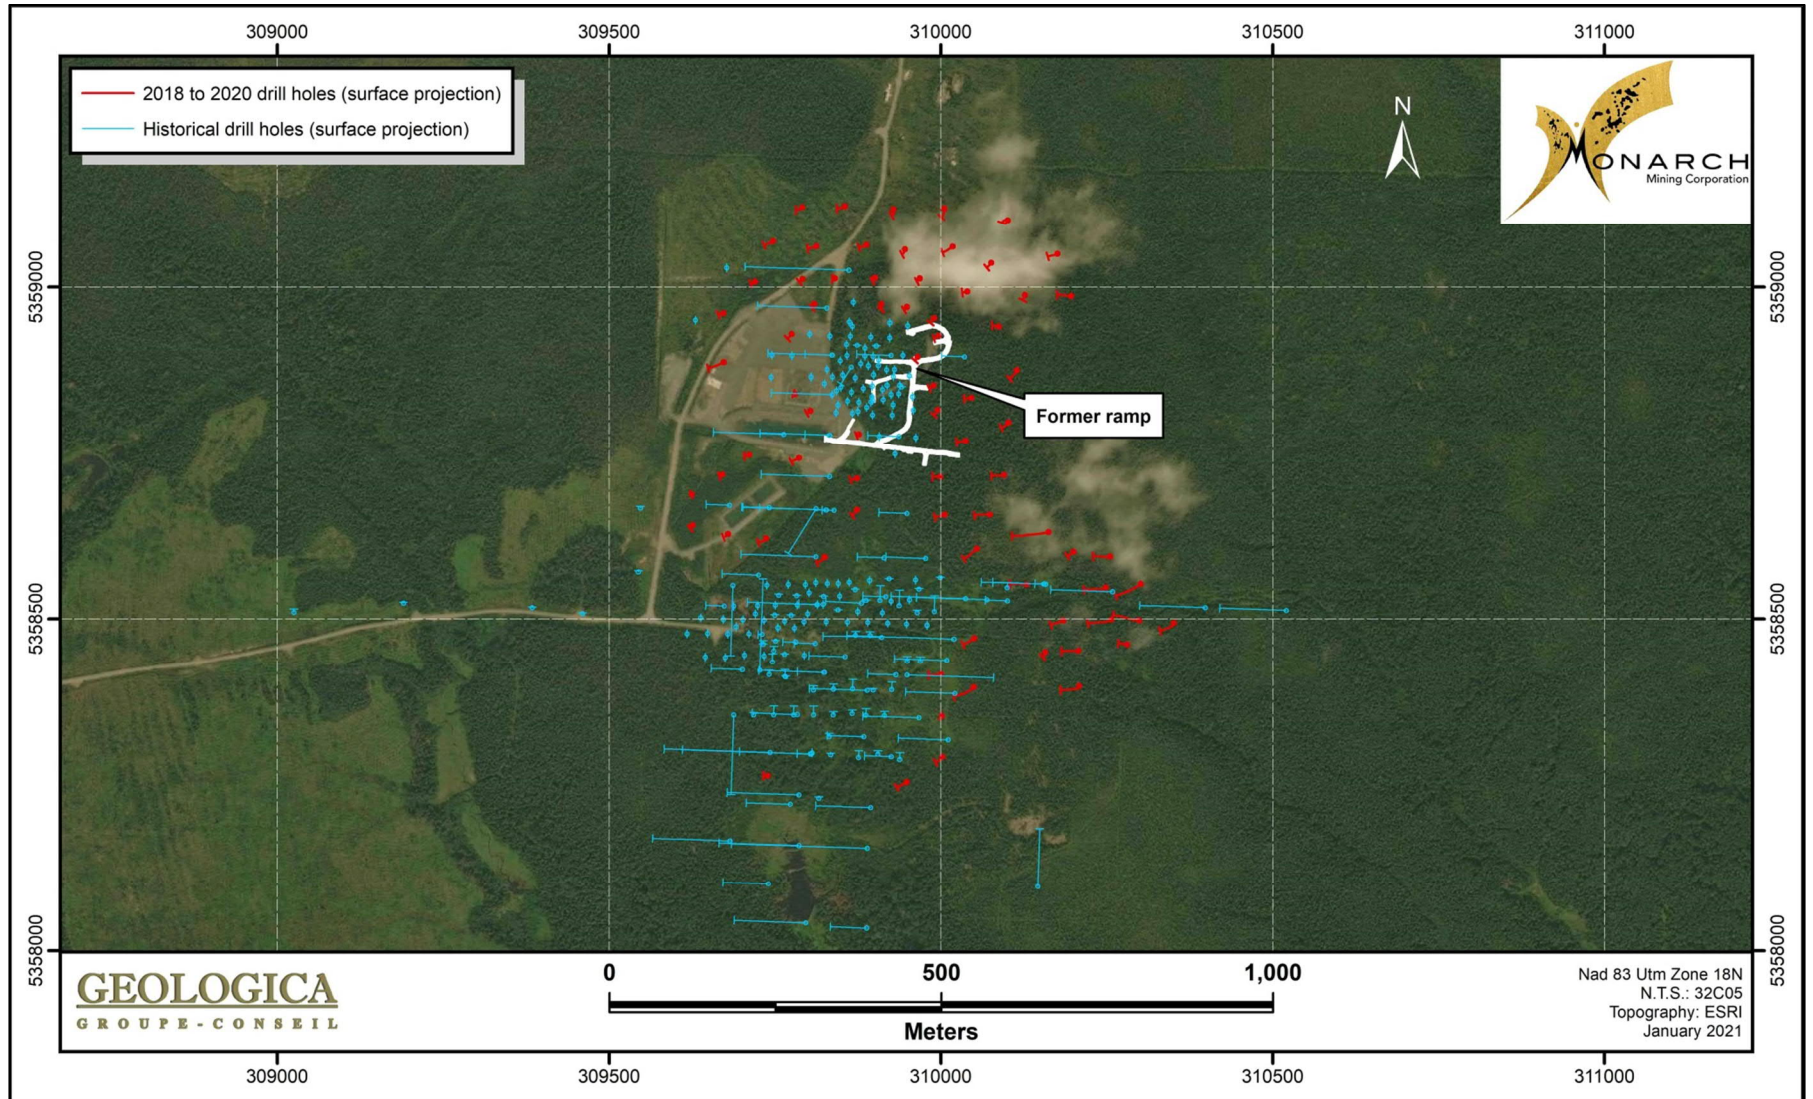 309000 309500 310000 310500 311000
2018 to 2020 drill holes (surface projection)
Historical drill holes (surface projection)
N
MONARCH
Mining Corporation
5359000
5359000
Former ramp
5358500
5358500
5358000
5358000
GEOLOGICA
GROUPE-CONSEIL
0 500 1,000
Meters
Nad 83 Utm Zone 18N
N.T.S.: 32C05
Topography: ESRI
January 2021
309000 309500 310000 310500 311000